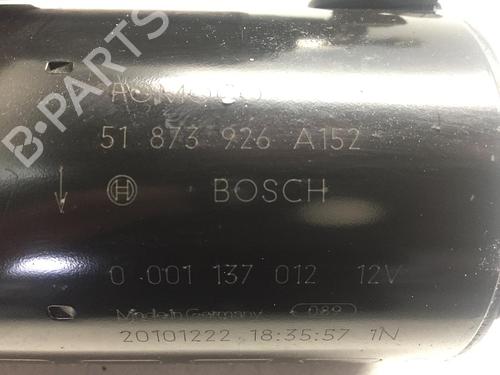 51 873 926 A152
BOSCH
0 001 137 012 12V
Made in Germany 089
20101222 18:35:57 1N
B-PARTS